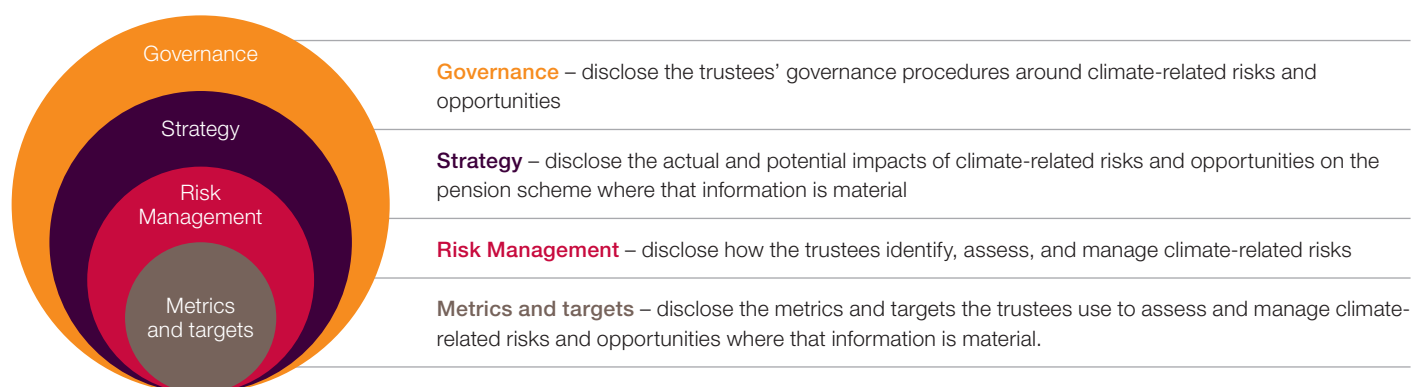 Governance
Strategy
Risk
Management
Metrics
and targets
Governance – disclose the trustees’ governance procedures around climate-related risks and
opportunities
Strategy – disclose the actual and potential impacts of climate-related risks and opportunities on the
pension scheme where that information is material
Risk Management – disclose how the trustees identify, assess, and manage climate-related risks
Metrics and targets – disclose the metrics and targets the trustees use to assess and manage climate-
related risks and opportunities where that information is material.